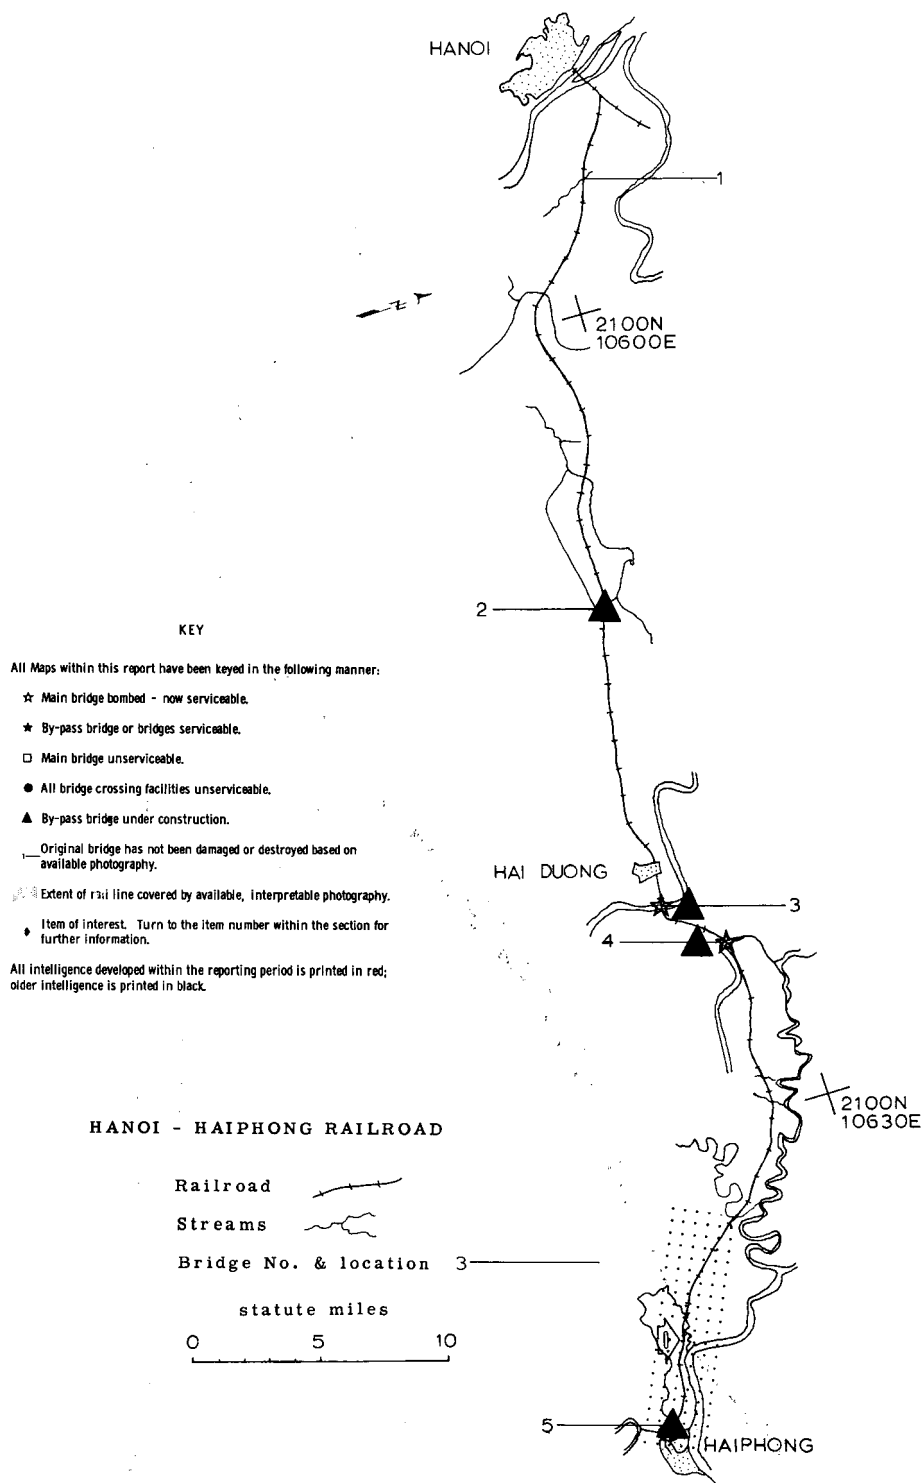 HANOI
1
N
2100N
10600E
2
KEY
All Maps within this report have been keyed in the following manner:
Main bridge bombed - now serviceable.
By-pass bridge or bridges serviceable.
Main bridge unserviceable.
All bridge crossing facilities unserviceable.
By-pass bridge under construction.
Original bridge has not been damaged or destroyed based on
available photography.
Extent of rail line covered by available, interpretable photography.
Item of interest. Turn to the item number within the section for
further information.
All intelligence developed within the reporting period is printed in red;
older intelligence is printed in black.
HAI DUONG
3
4
2100N
10630E
HANOI - HAIPHONG RAILROAD
Railroad
Streams
Bridge No. & location 3
statute miles
0 5 10
5
HAIPHONG